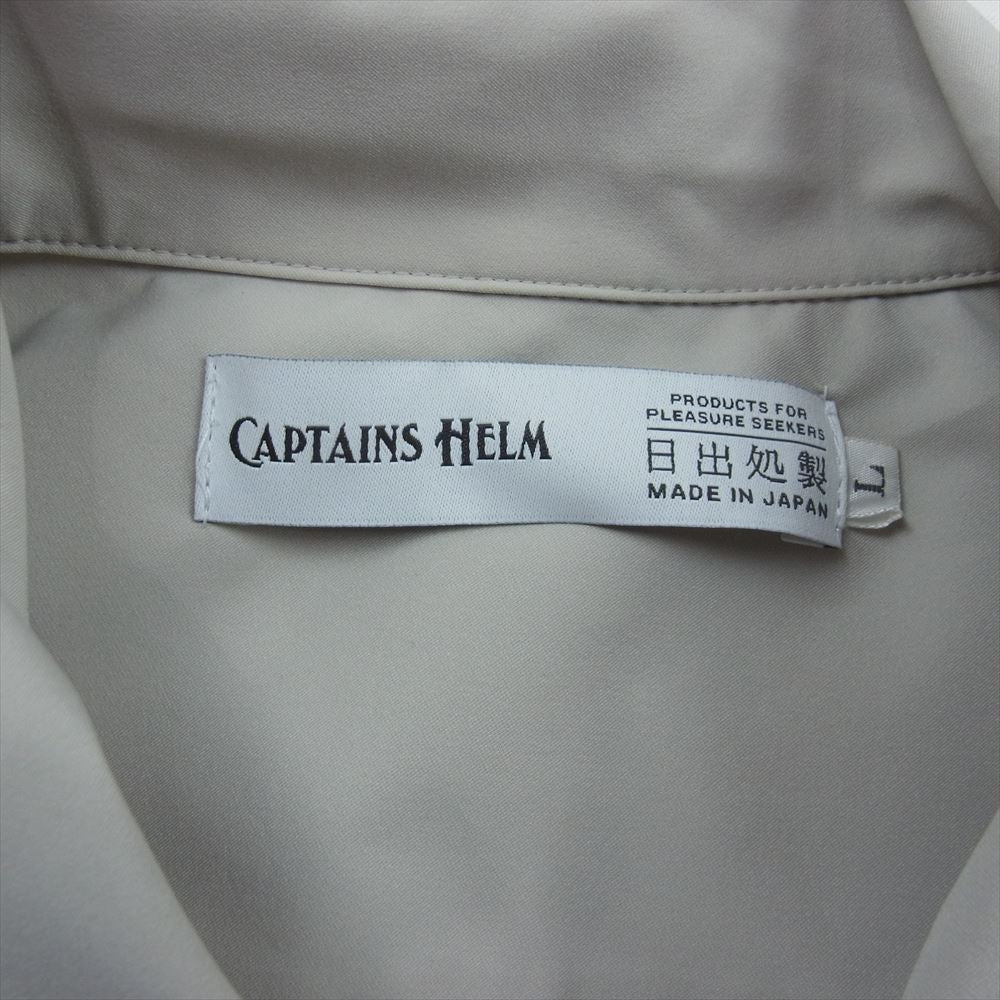 CAPTAINS HELM
PRODUCTS FOR
PLEASURE SEEKERS
日出処製
MADE IN JAPAN
L